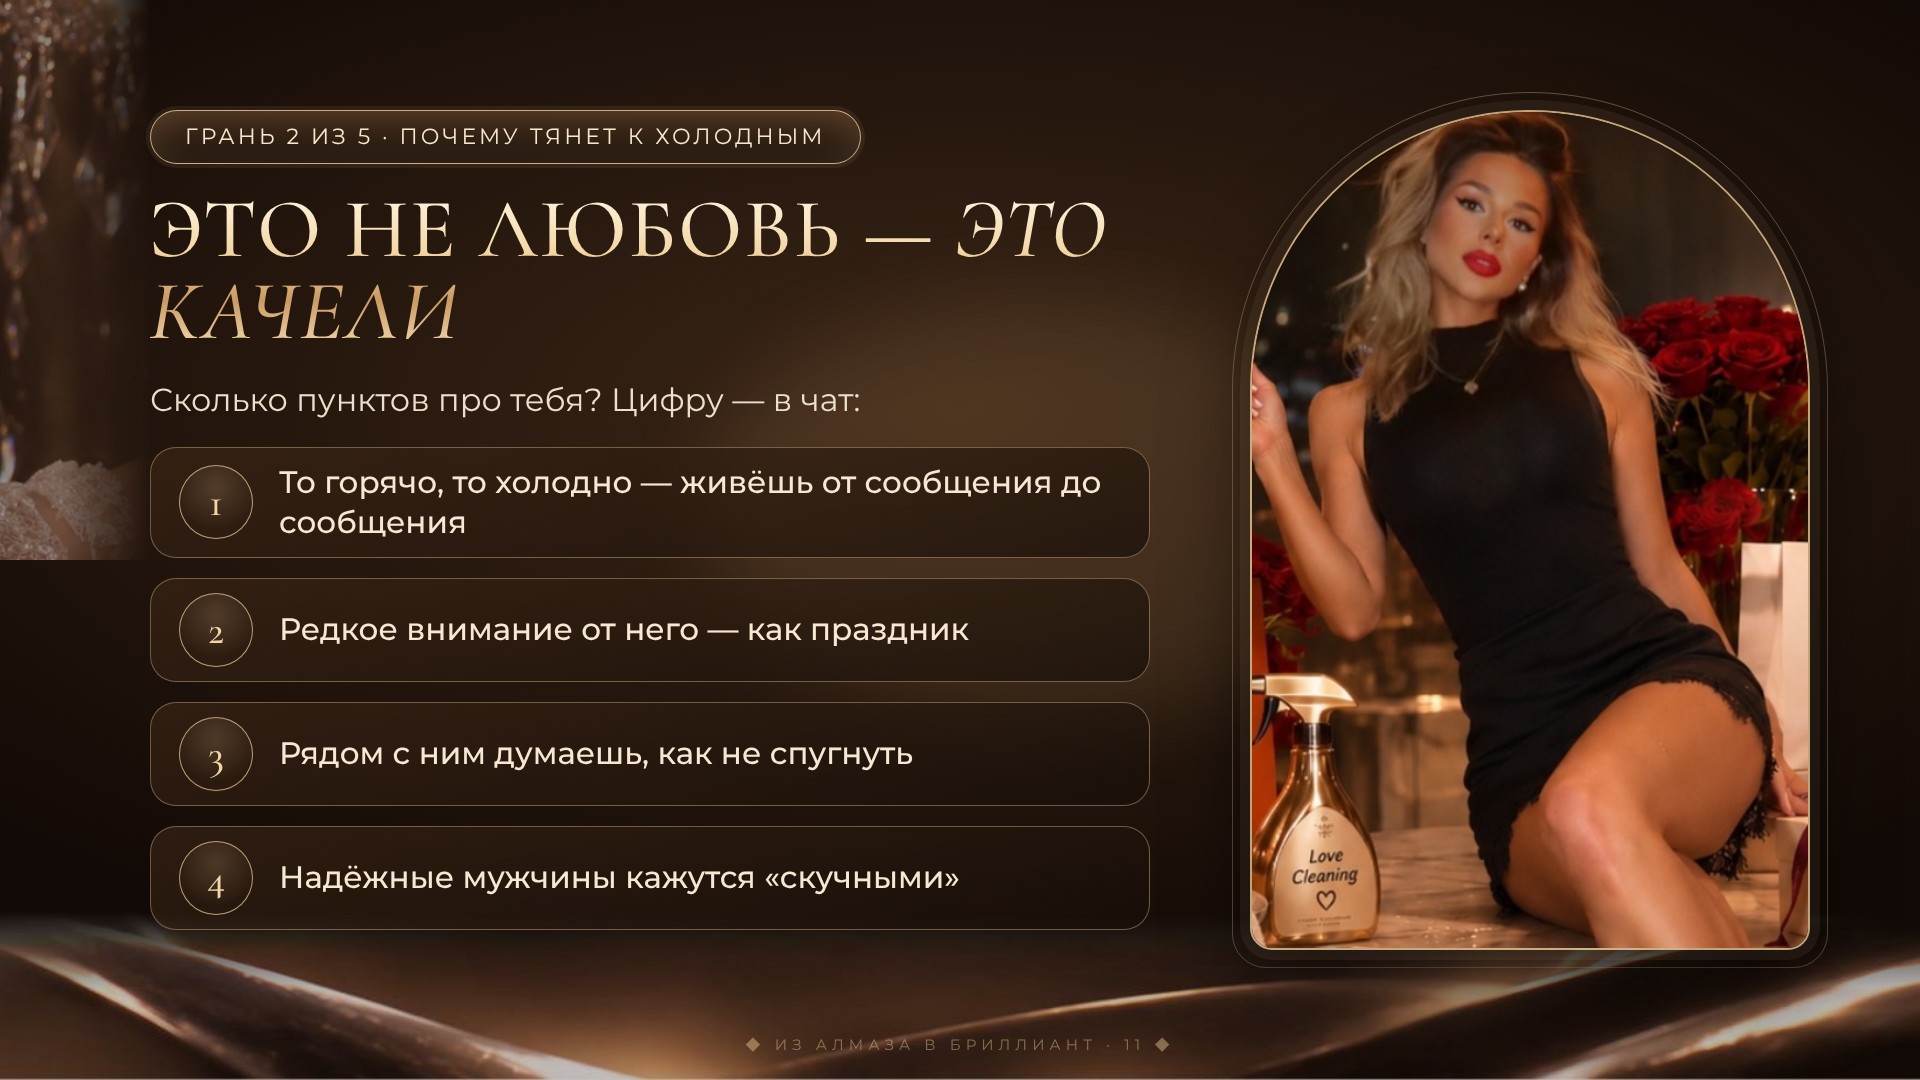 ГРАНЬ 2 ИЗ 5 · ПОЧЕМУ ТЯНЕТ К ХОЛОДНЫМ
ЭТО НЕ ЛЮБОВЬ — ЭТО
КАЧЕЛИ
Сколько пунктов про тебя? Цифру — в чат:
1
То горячо, то холодно — живёшь от сообщения до
сообщения
2
Редкое внимание от него — как праздник
3
Рядом с ним думаешь, как не спугнуть
4
Надёжные мужчины кажутся «скучными»
Love
Cleaning
◆ ИЗ АЛМАЗА В БРИЛЛИАНТ · 11 ◆